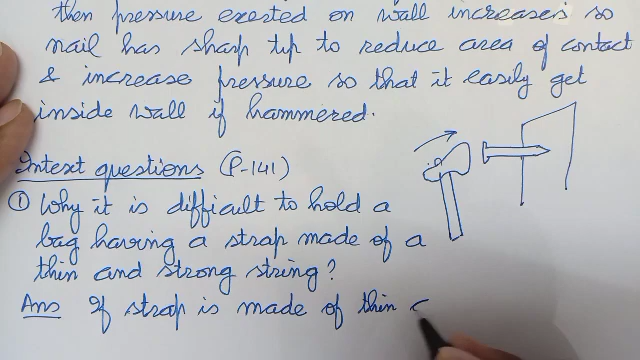 then pressure exerted on wall increases so
nail has sharp tip to reduce area of contact
& increase pressure so that it easily get
inside wall if hammered.
Intext questions (P-141)
① Why it is difficult to hold a
bag having a strap made of a
thin and strong string?
Ans If strap is made of thin